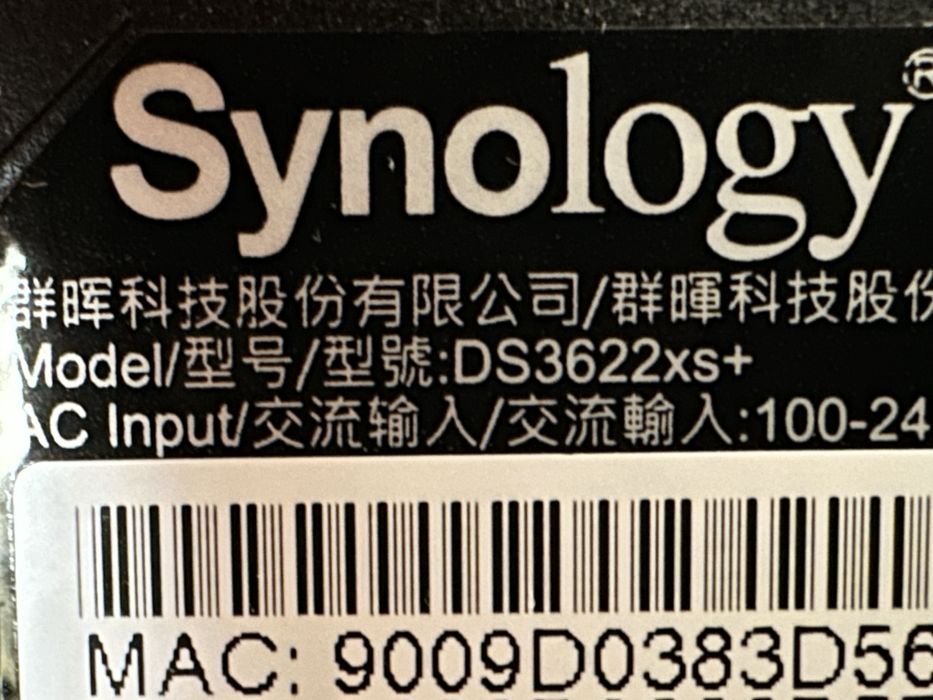 Synology®
群晖科技股份有限公司/群暉科技股份
Model/型号/型號:DS3622xs+
AC Input/交流输入/交流輸入:100-24
MAC: 9009D0383D56